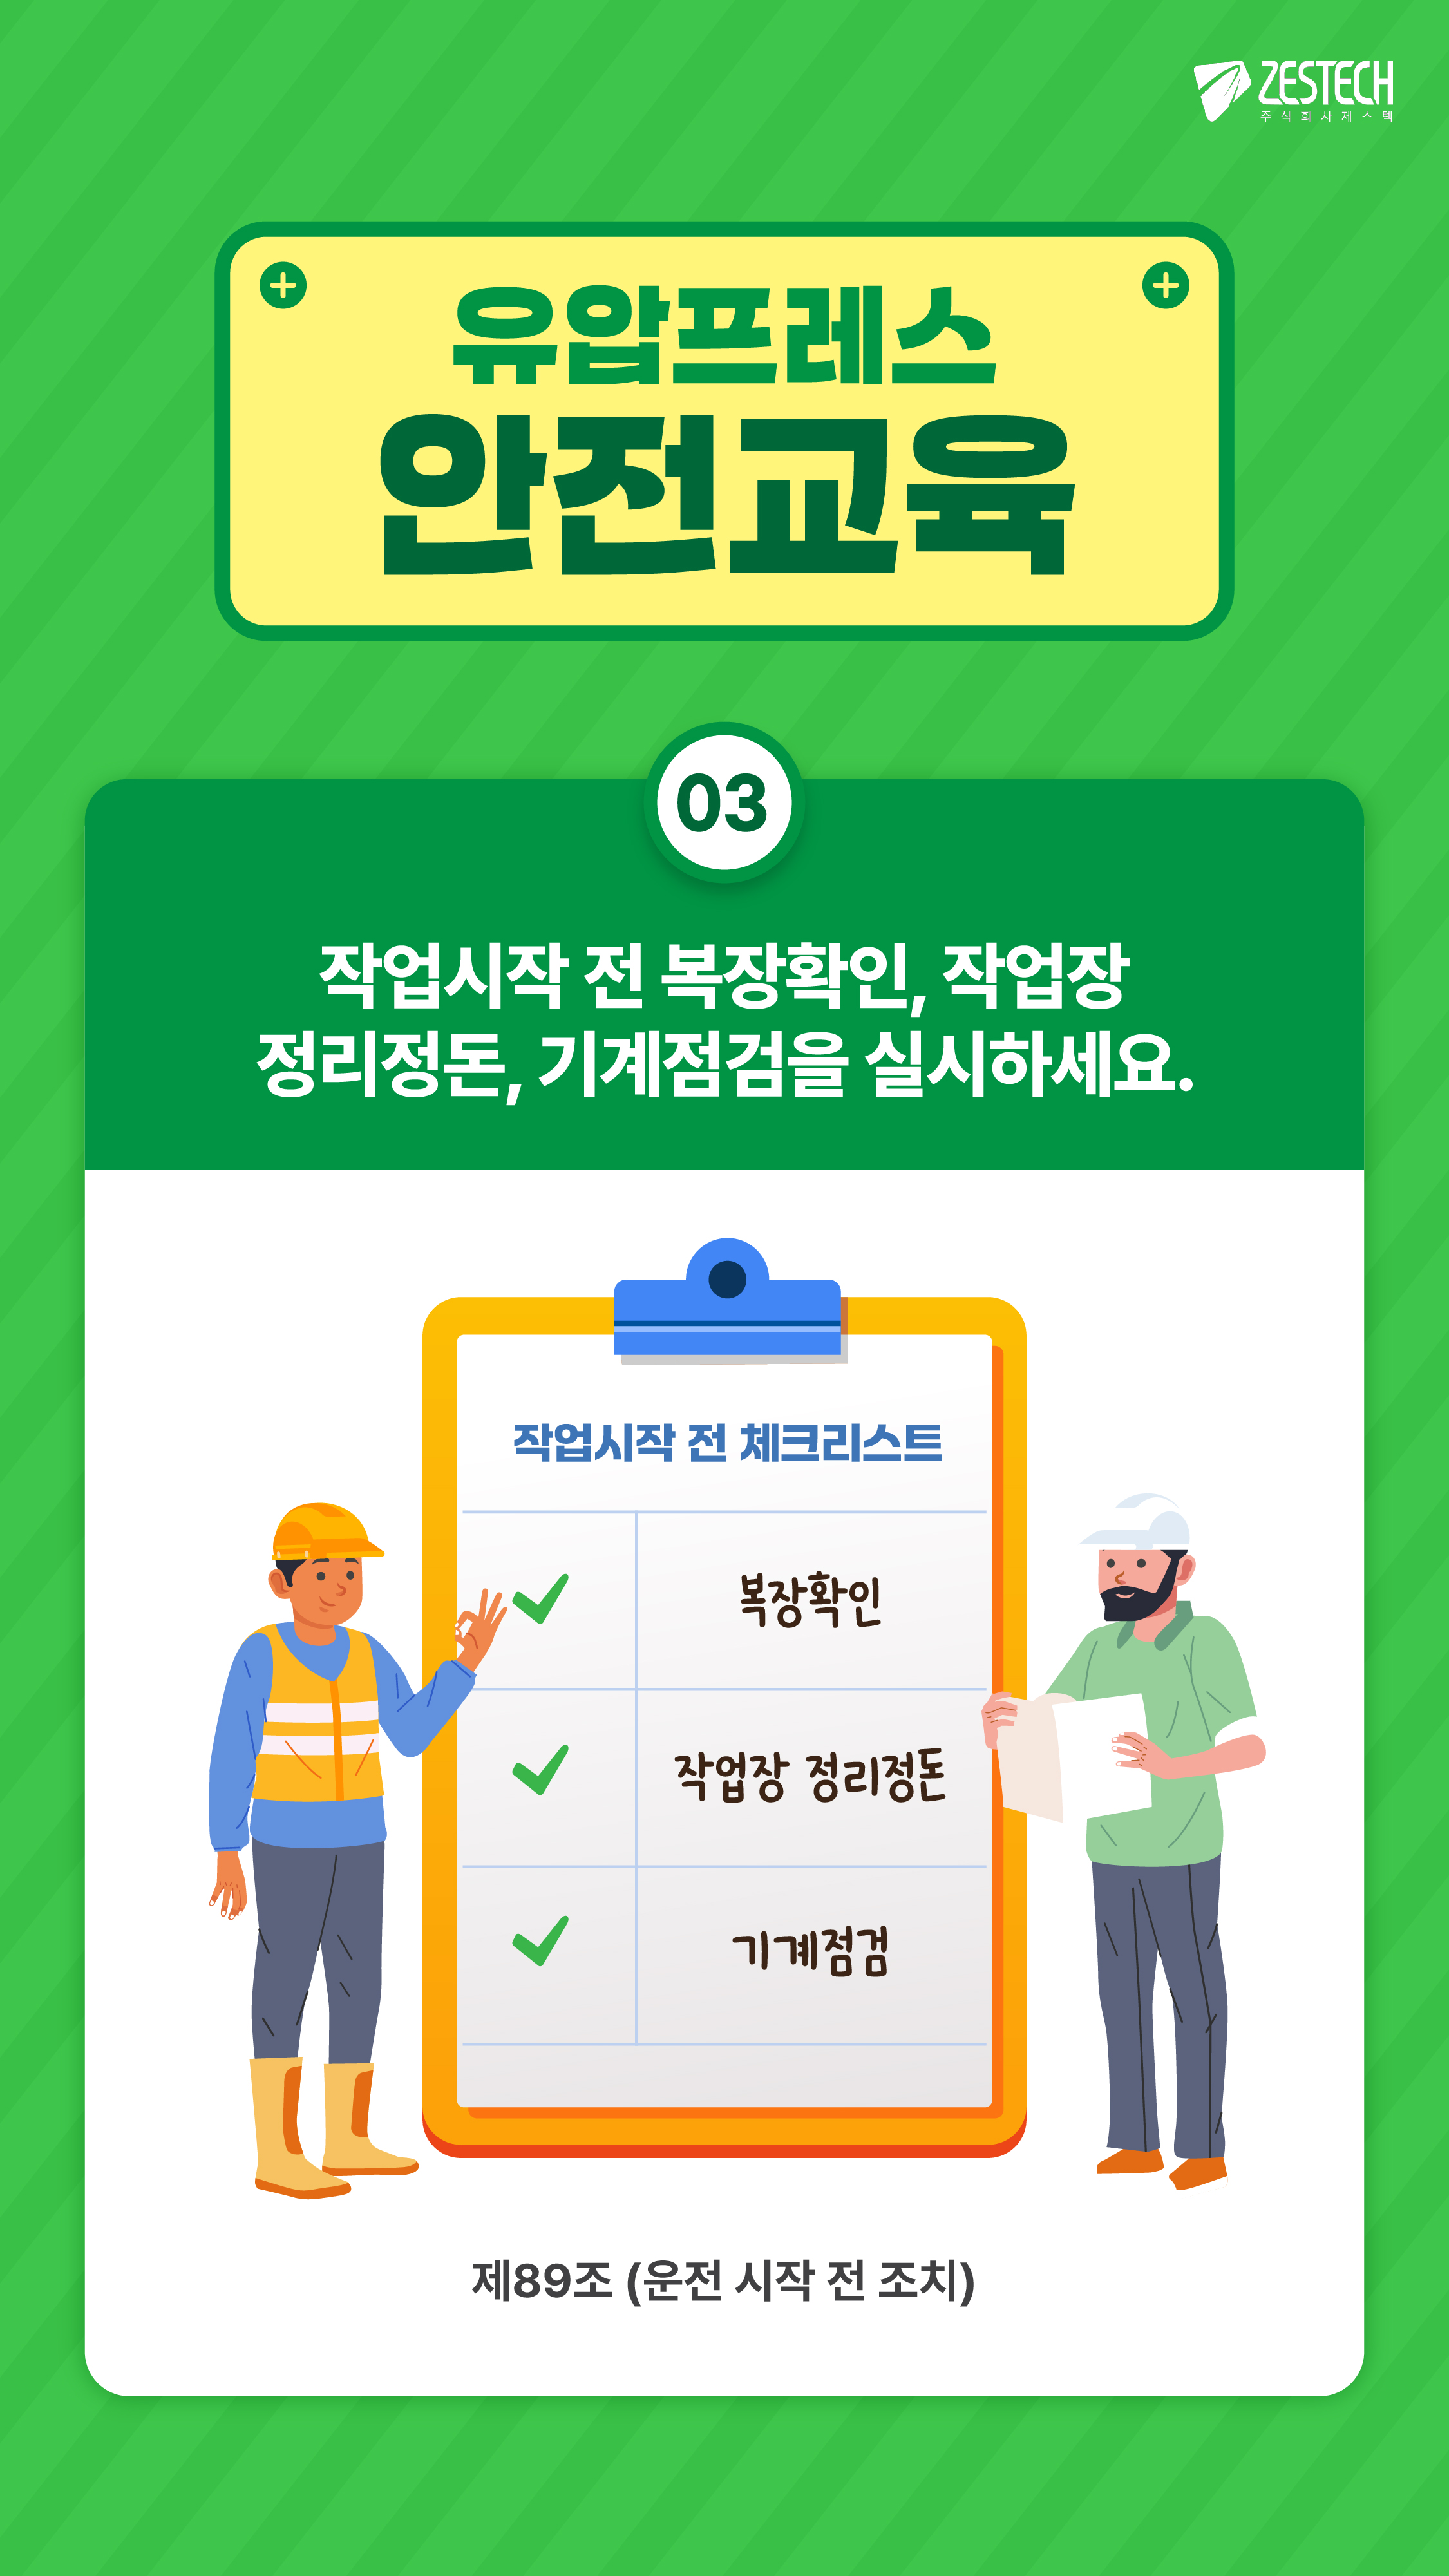 ZESTECH
주식회사제스텍
유압프레스
안전교육
03
작업시작 전 복장확인, 작업장
정리정돈, 기계점검을 실시하세요.
작업시작 전 체크리스트
복장확인
작업장 정리정돈
기계점검
제89조 (운전 시작 전 조치)